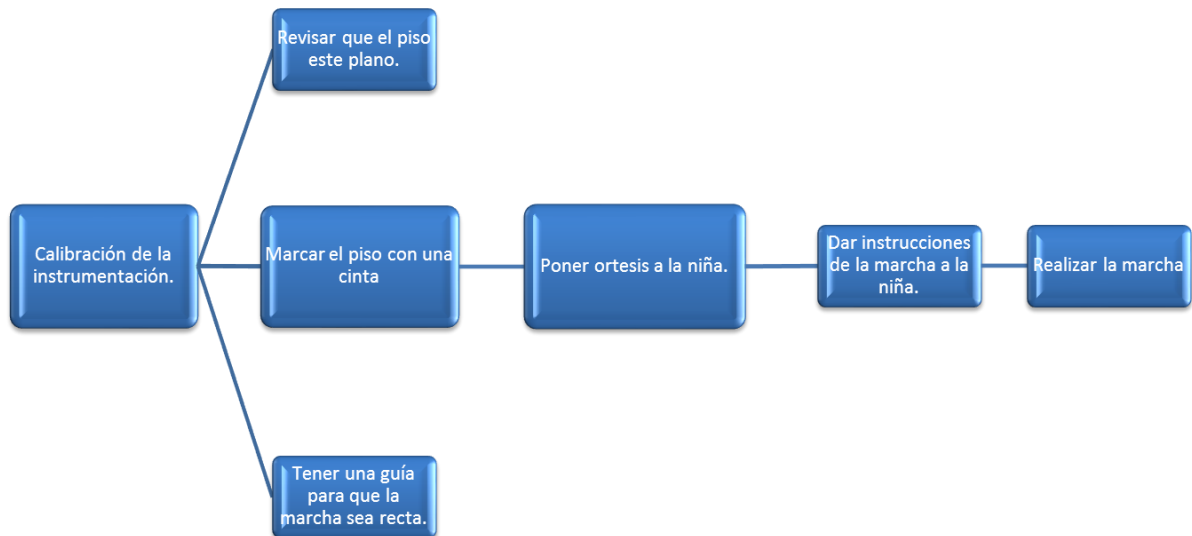 Revisar que el piso
este plano.
Calibración de la
instrumentación.
Marcar el piso con una
cinta
Poner ortesis a la niña.
Dar instrucciones
de la marcha a la
niña.
Realizar la marcha
Tener una guía
para que la
marcha sea recta.